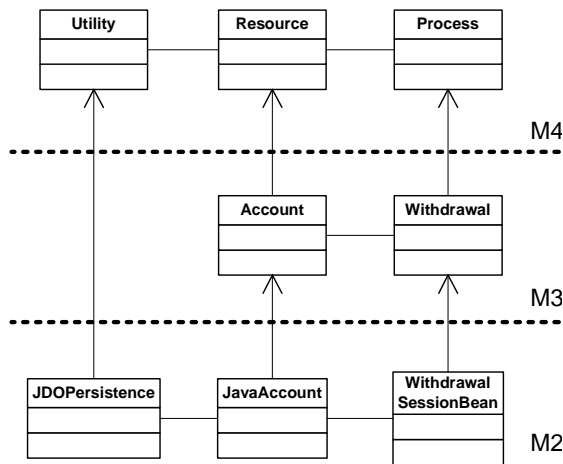 Utility
Resource
Process
M4
Account
Withdrawal
M3
JDOPersistence
JavaAccount
Withdrawal
SessionBean
M2